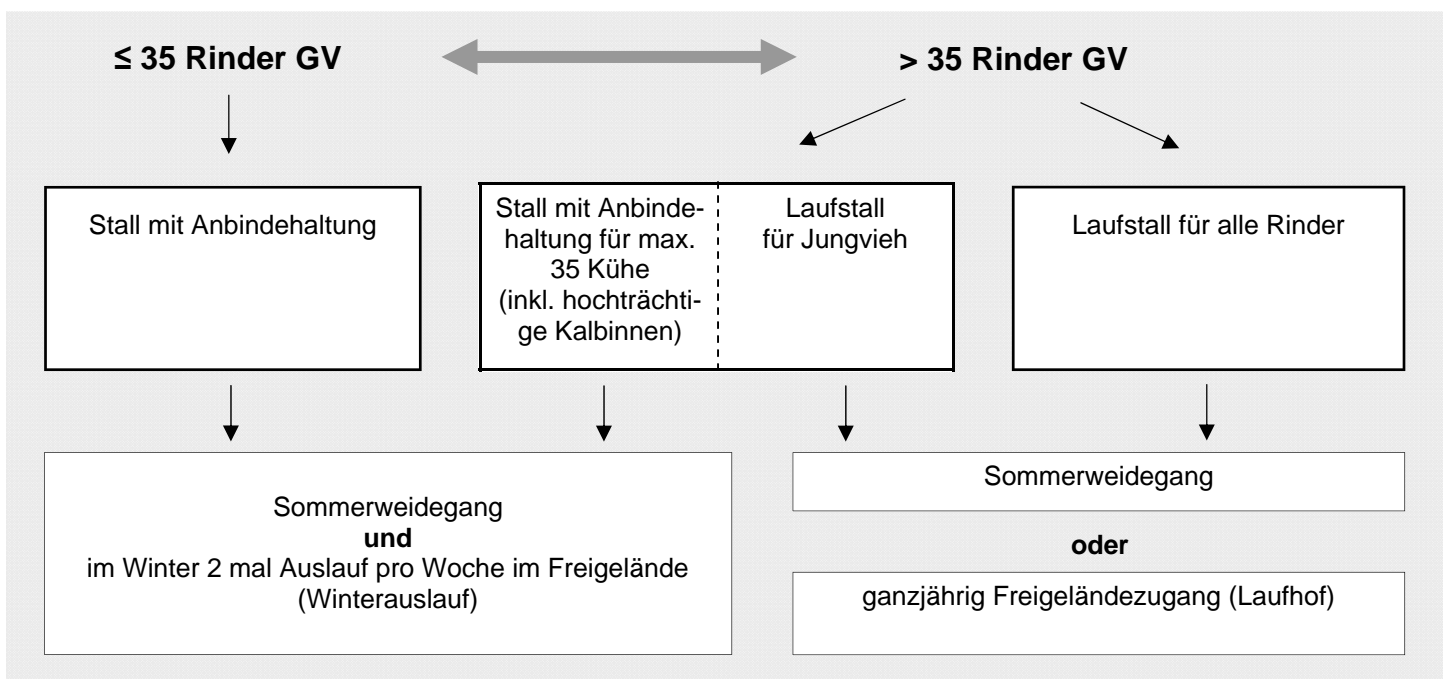 ≤ 35 Rinder GV
> 35 Rinder GV
Stall mit Anbindehaltung
Stall mit Anbinde-
haltung für max.
35 Kühe
(inkl. hochträchti-
ge Kalbinnen)
Laufstall
für Jungvieh
Laufstall für alle Rinder
Sommerweidegang
und
im Winter 2 mal Auslauf pro Woche im Freigelände
(Winterauslauf)
Sommerweidegang
oder
ganzjährig Freigeländezugang (Laufhof)